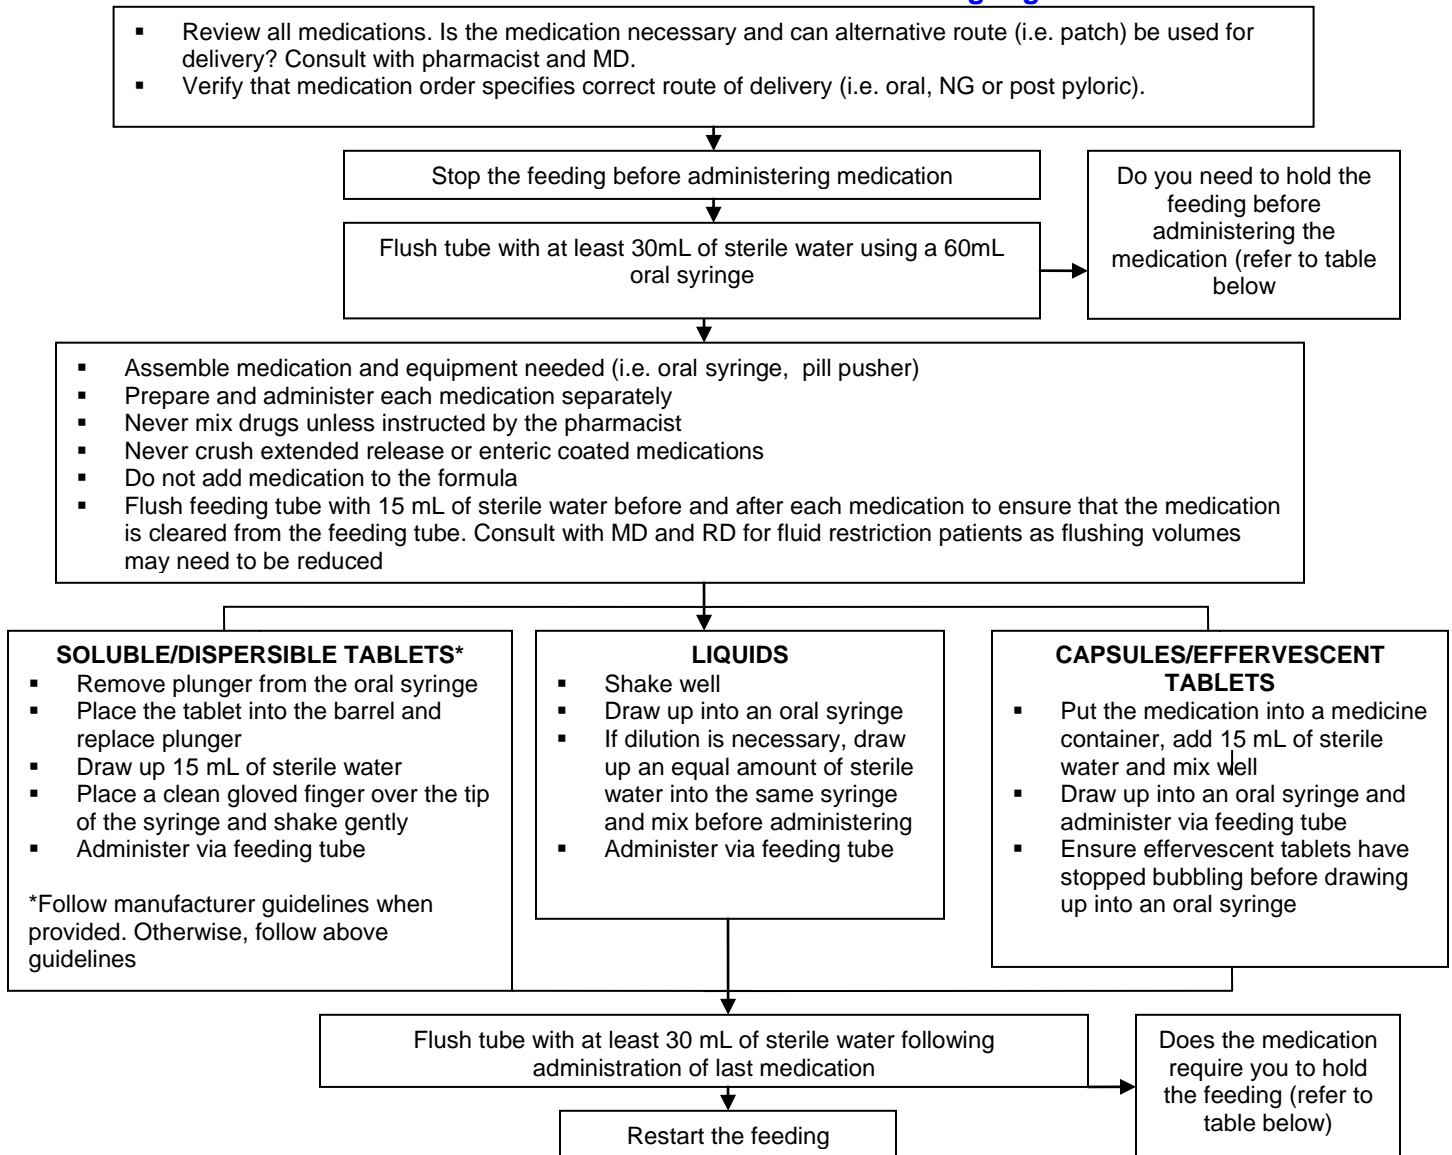 ▪ Review all medications. Is the medication necessary and can alternative route (i.e. patch) be used for
delivery? Consult with pharmacist and MD.
▪ Verify that medication order specifies correct route of delivery (i.e. oral, NG or post pyloric).
Stop the feeding before administering medication
Do you need to hold the
feeding before
administering the
medication (refer to table
below
Flush tube with at least 30mL of sterile water using a 60mL
oral syringe
▪ Assemble medication and equipment needed (i.e. oral syringe, pill pusher)
▪ Prepare and administer each medication separately
▪ Never mix drugs unless instructed by the pharmacist
▪ Never crush extended release or enteric coated medications
▪ Do not add medication to the formula
▪ Flush feeding tube with 15 mL of sterile water before and after each medication to ensure that the medication
is cleared from the feeding tube. Consult with MD and RD for fluid restriction patients as flushing volumes
may need to be reduced
SOLUBLE/DISPERSIBLE TABLETS*
▪ Remove plunger from the oral syringe
▪ Place the tablet into the barrel and
replace plunger
▪ Draw up 15 mL of sterile water
▪ Place a clean gloved finger over the tip
of the syringe and shake gently
▪ Administer via feeding tube
*Follow manufacturer guidelines when
provided. Otherwise, follow above
guidelines
LIQUIDS
▪ Shake well
▪ Draw up into an oral syringe
▪ If dilution is necessary, draw
up an equal amount of sterile
water into the same syringe
and mix before administering
▪ Administer via feeding tube
CAPSULES/EFFERVESCENT
TABLETS
▪ Put the medication into a medicine
container, add 15 mL of sterile
water and mix well
▪ Draw up into an oral syringe and
administer via feeding tube
▪ Ensure effervescent tablets have
stopped bubbling before drawing
up into an oral syringe
Flush tube with at least 30 mL of sterile water following
administration of last medication
Does the medication
require you to hold
the feeding (refer to
table below)
Restart the feeding